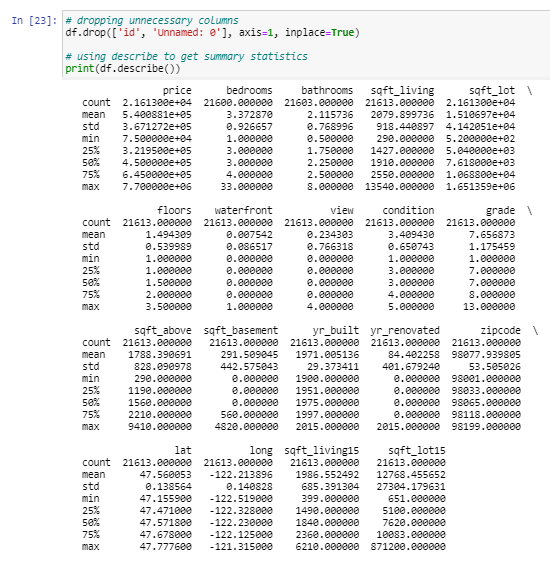 In [23]: # dropping unnecessary columns
df.drop(['id', 'Unnamed: 0'], axis=1, inplace=True)
# using describe to get summary statistics
print(df.describe())
price bedrooms bathrooms sqft_living sqft_lot \
count 2.161300e+04 21600.000000 21603.000000 21613.000000 2.161300e+04
mean 5.400881e+05 3.372870 2.115736 2079.899736 1.510697e+04
std 3.671272e+05 0.926657 0.768996 918.440897 4.142051e+04
min 7.500000e+04 1.000000 0.500000 290.000000 5.200000e+02
25% 3.219500e+05 3.000000 1.750000 1427.000000 5.040000e+03
50% 4.500000e+05 3.000000 2.250000 1910.000000 7.618000e+03
75% 6.450000e+05 4.000000 2.500000 2550.000000 1.068800e+04
max 7.700000e+06 33.000000 8.000000 13540.000000 1.651359e+06
floors waterfront view condition grade \
count 21613.000000 21613.000000 21613.000000 21613.000000 21613.000000
mean 1.494309 0.007542 0.234303 3.409430 7.656873
std 0.539989 0.086517 0.766318 0.650743 1.175459
min 1.000000 0.000000 0.000000 1.000000 1.000000
25% 1.000000 0.000000 0.000000 3.000000 7.000000
50% 1.500000 0.000000 0.000000 3.000000 7.000000
75% 2.000000 0.000000 0.000000 4.000000 8.000000
max 3.500000 1.000000 4.000000 5.000000 13.000000
sqft_above sqft_basement yr_built yr_renovated zipcode \
count 21613.000000 21613.000000 21613.000000 21613.000000 21613.000000
mean 1788.390691 291.509045 1971.005136 84.402258 98077.939805
std 828.090978 442.575043 29.373411 401.679240 53.505026
min 290.000000 0.000000 1900.000000 0.000000 98001.000000
25% 1190.000000 0.000000 1951.000000 0.000000 98033.000000
50% 1560.000000 0.000000 1975.000000 0.000000 98065.000000
75% 2210.000000 560.000000 1997.000000 0.000000 98118.000000
max 9410.000000 4820.000000 2015.000000 2015.000000 98199.000000
lat long sqft_living15 sqft_lot15
count 21613.000000 21613.000000 21613.000000 21613.000000
mean 47.560053 -122.213896 1986.552492 12768.455652
std 0.138564 0.140828 685.391304 27304.179631
min 47.155900 -122.519000 399.000000 651.000000
25% 47.471000 -122.328000 1490.000000 5100.000000
50% 47.571800 -122.230000 1840.000000 7620.000000
75% 47.678000 -122.125000 2360.000000 10083.000000
max 47.777600 -121.315000 6210.000000 871200.000000